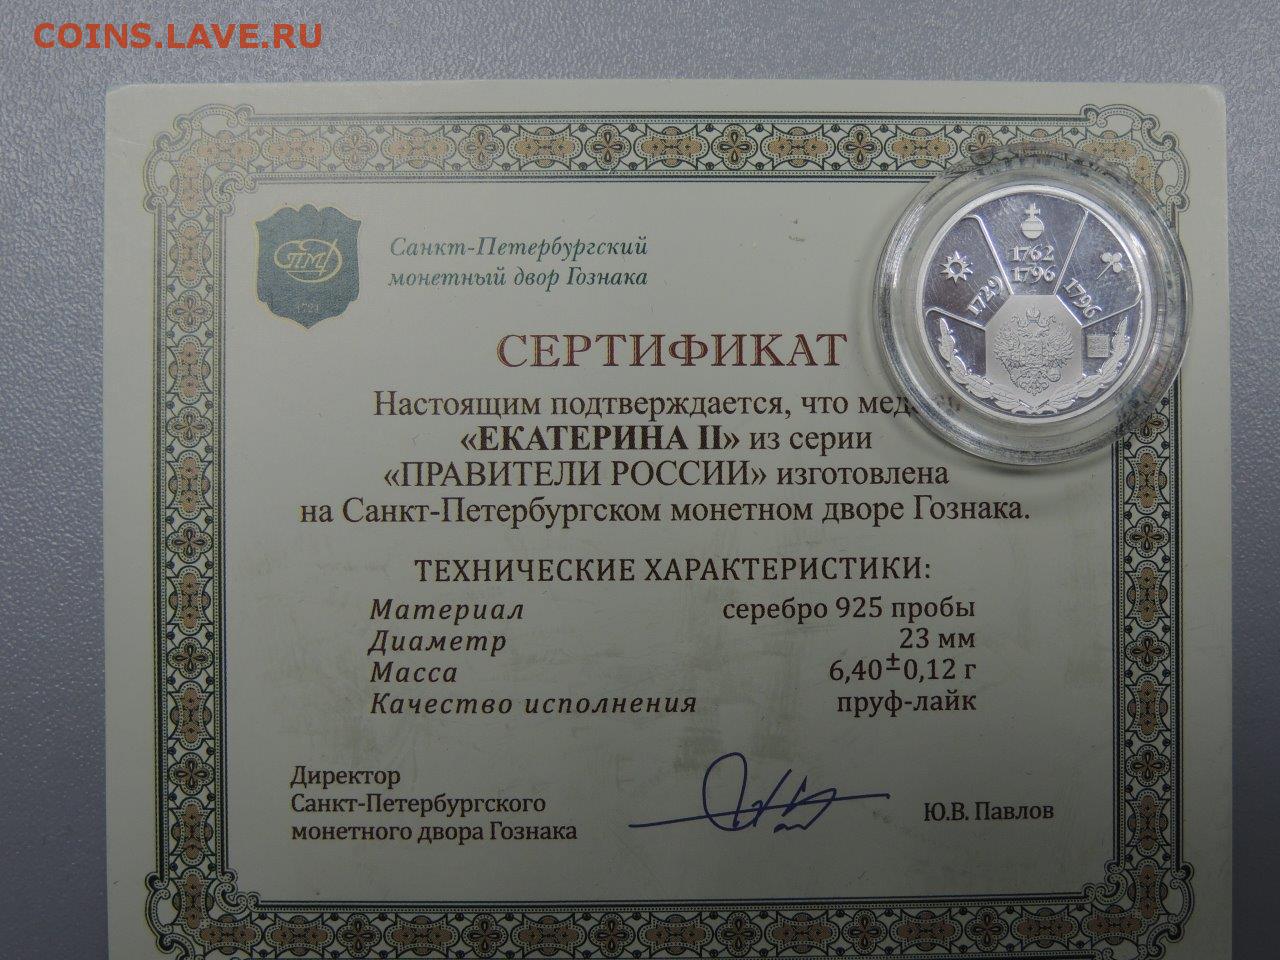 COINS.LAVE.RU
Санкт-Петербургский
монетный двор Гознака
СПМД
1724
СЕРТИФИКАТ
Настоящим подтверждается, что
«ЕКАТЕРИНА II» из серии
«ПРАВИТЕЛИ РОССИИ» изготовлена
на Санкт-Петербургском монетном дворе Гознака.
ТЕХНИЧЕСКИЕ ХАРАКТЕРИСТИКИ:
Материал серебро 925 пробы
Диаметр 23 мм
Масса 6,40±0,12 г
Качество исполнения пруф-лайк
Директор
Санкт-Петербургского
монетного двора Гознака
Ю.В. Павлов
1762
1796
1729
1796